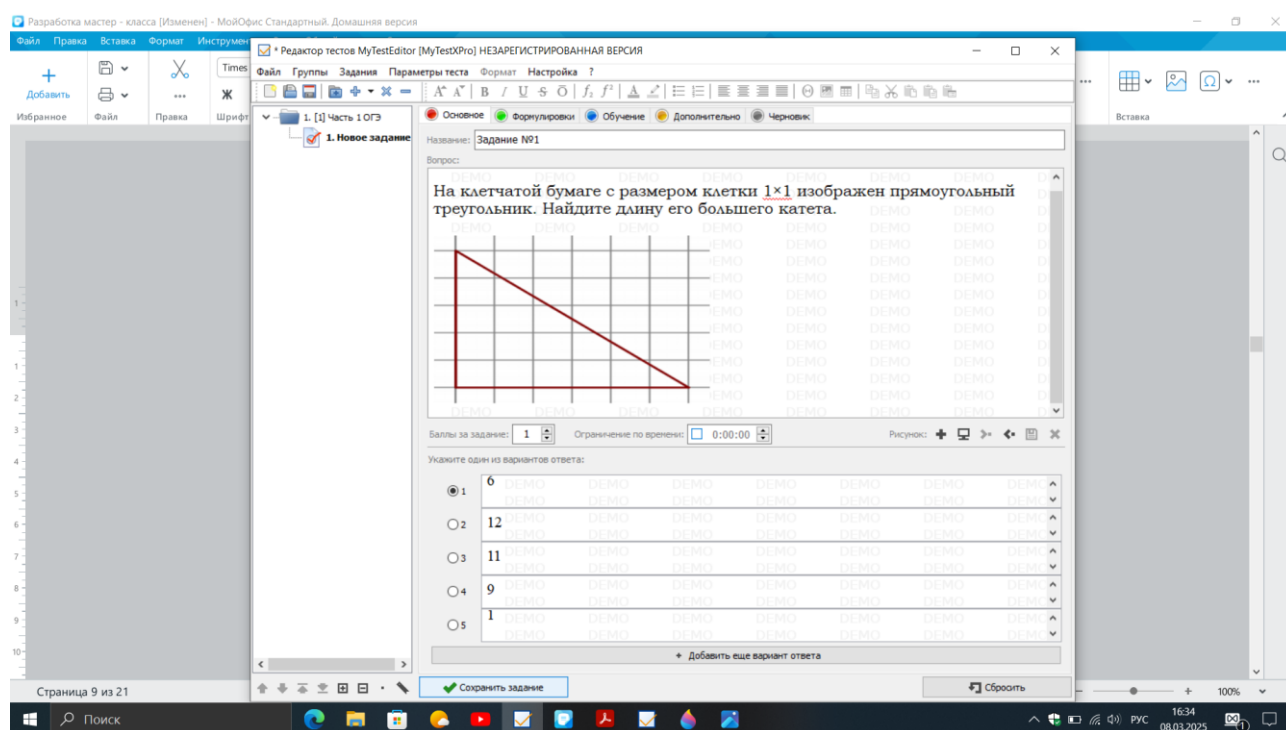 Разработка мастер - класса [Изменен] - МойОфис Стандартный. Домашняя версия
Файл Правка Вставка Формат Инструмен
Times
Добавить
Ж
Избранное Файл Правка Шрифт
Вставка
* Редактор тестов MyTestEditor [MyTestXPro] НЕЗАРЕГИСТРИРОВАННАЯ ВЕРСИЯ
Файл Группы Задания Параметры теста Формат Настройка ?
1. [1] Часть 1 ОГЭ
1. Новое задание
Основное Формулировки Обучение Дополнительно Черновик
Название: Задание №1
Вопрос:
На клетчатой бумаге с размером клетки 1×1 изображен прямоугольный
треугольник. Найдите длину его большего катета.
Баллы за задание: 1 Ограничение по времени: 0:00:00 Рисунок:
Укажите один из вариантов ответа:
1 6
2 12
3 11
4 9
5 1
+ Добавить еще вариант ответа
Сохранить задание Сбросить
Страница 9 из 21
100%
Поиск
РУС
16:34
08.03.2025